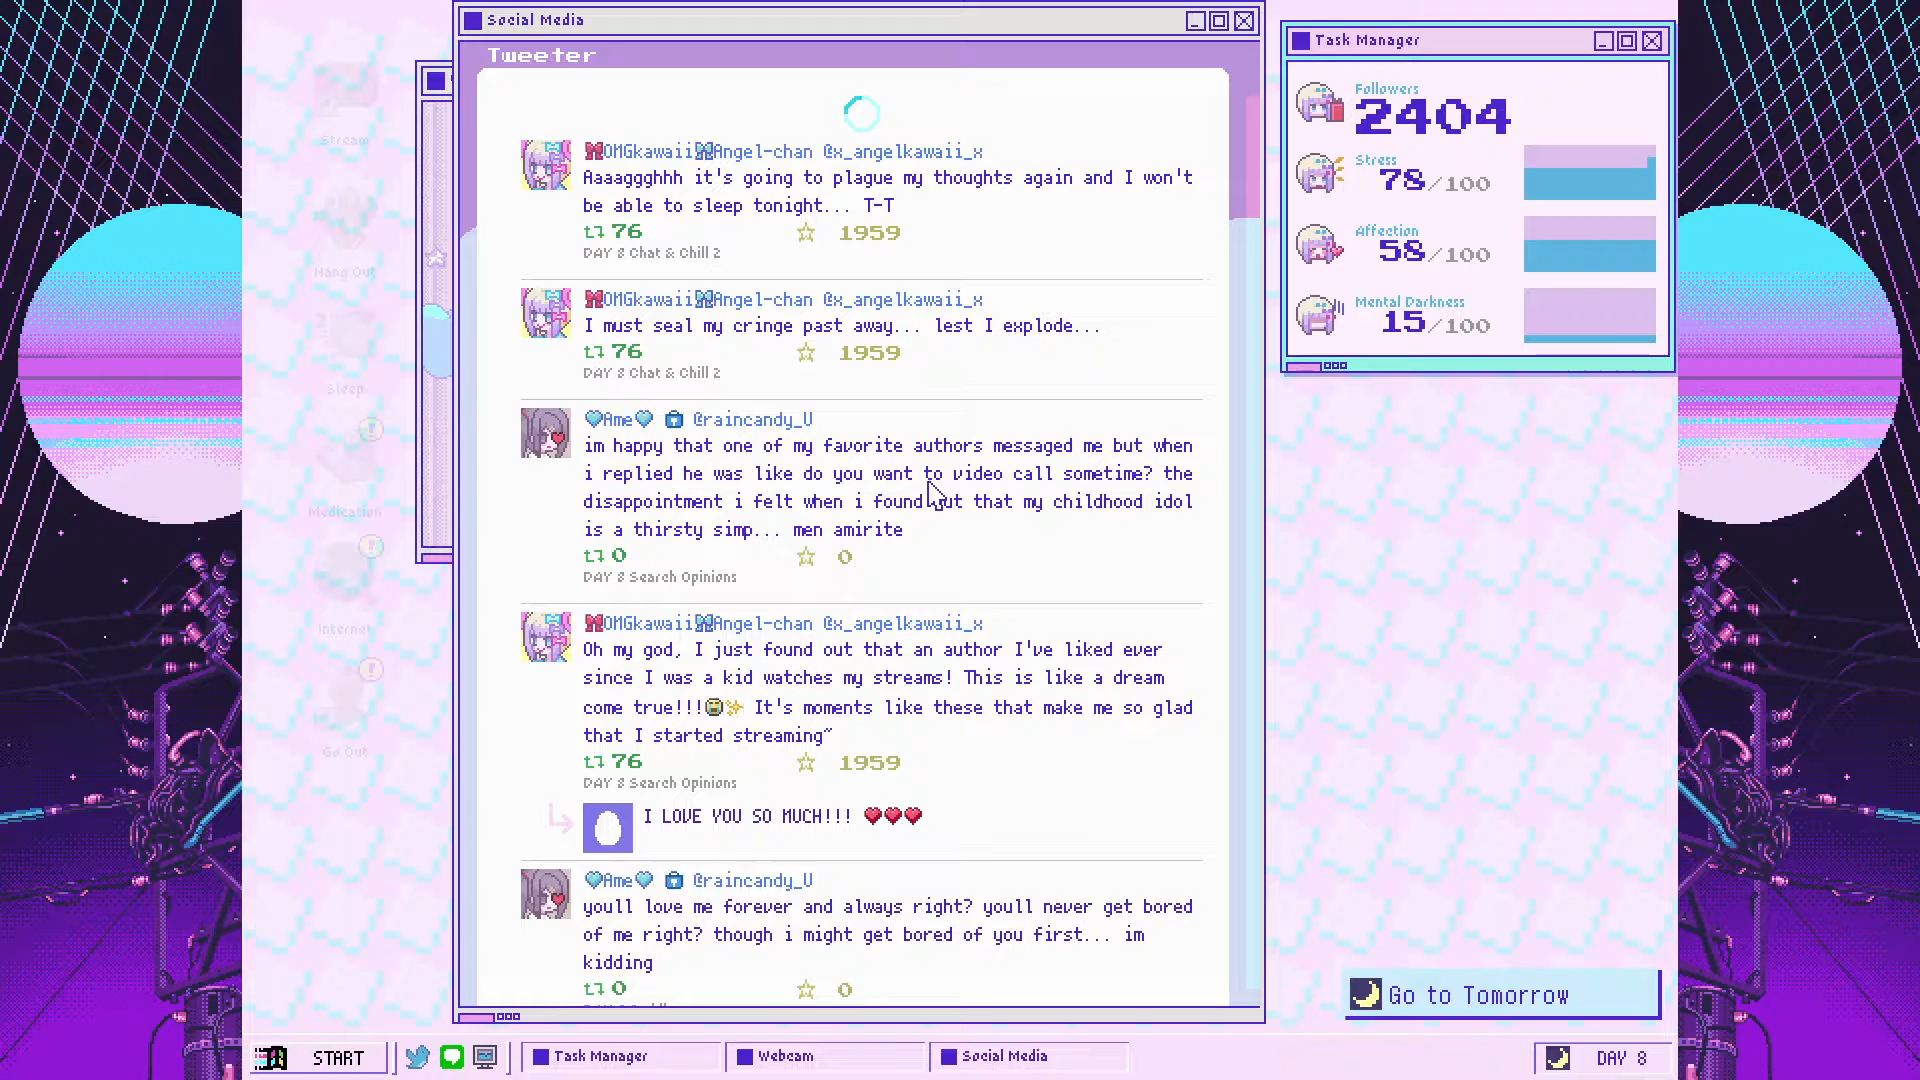 Social Media
Tweeter
OMGkawaiiAngel-chan @x_angelkawaii_x
Aaaaggghhh it's going to plague my thoughts again and I won't
be able to sleep tonight... T-T
76 1959
DAY 8 Chat & Chill 2
OMGkawaiiAngel-chan @x_angelkawaii_x
I must seal my cringe past away... lest I explode...
76 1959
DAY 8 Chat & Chill 2
Ame @raincandy_U
im happy that one of my favorite authors messaged me but when
i replied he was like do you want to video call sometime? the
disappointment i felt when i found out that my childhood idol
is a thirsty simp... men amirite
0 0
DAY 8 Search Opinions
OMGkawaiiAngel-chan @x_angelkawaii_x
Oh my god, I just found out that an author I've liked ever
since I was a kid watches my streams! This is like a dream
come true!!!😭✨ It's moments like these that make me so glad
that I started streaming~
76 1959
DAY 8 Search Opinions
I LOVE YOU SO MUCH!!! ❤❤❤
Ame @raincandy_U
youll love me forever and always right? youll never get bored
of me right? though i might get bored of you first... im
kidding
0 0
Task Manager
Followers
2404
Stress
78/100
Affection
58/100
Mental Darkness
15/100
Stream
Hang Out
Sleep
Medication
Internet
Go Out
Go to Tomorrow
START
Task Manager
Webcam
Social Media
DAY 8